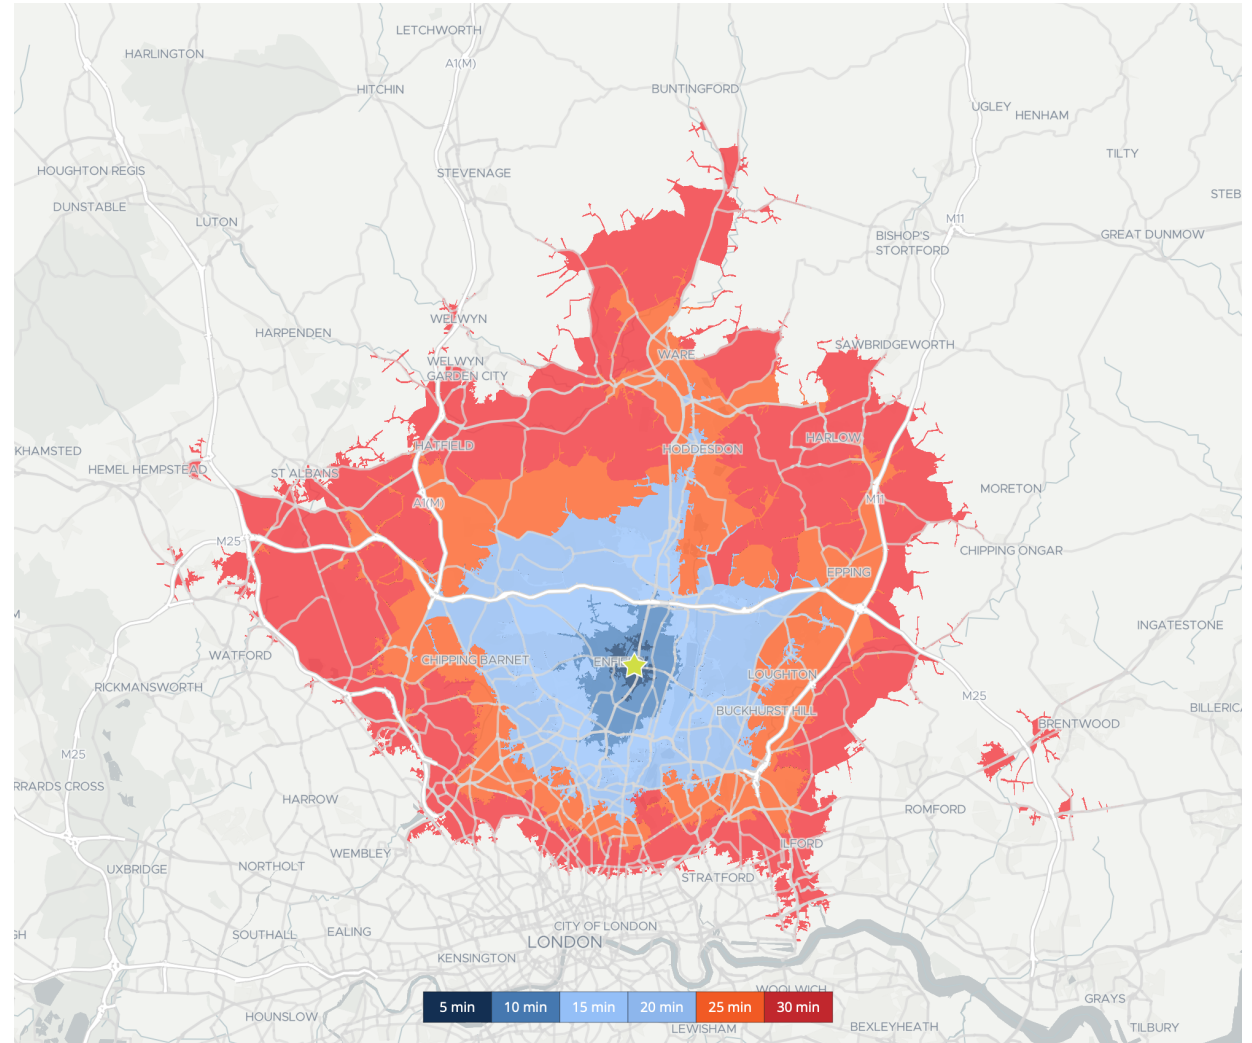 LETCHWORTH
HARLINGTON
A1(M)
HITCHIN
BUNTINGFORD
UGLEY
HENHAM
TILTY
HOUGHTON REGIS
STEVENAGE
DUNSTABLE
STEB
LUTON
M11
BISHOP'S
STORTFORD
GREAT DUNMOW
WELWYN
HARPENDEN
SAWBRIDGEWORTH
WARE
WELWYN
GARDEN CITY
HARLOW
HATFIELD
HODDESDON
KHAMSTED
HEMEL HEMPSTEAD
ST ALBANS
MORETON
A1(M)
M11
M25
CHIPPING ONGAR
EPPING
M
INGATESTONE
WATFORD
CHIPPING BARNET
LOUGHTON
RICKMANSWORTH
M25
BUCKHURST HILL
BILLERICA
BRENTWOOD
M25
RRARDS CROSS
HARROW
ROMFORD
ILFORD
WEMBLEY
UXBRIDGE
NORTHOLT
STRATFORD
CITY OF LONDON
GH
SOUTHALL
EALING
LONDON
KENSINGTON
WOOLWICH
GRAYS
5 min
10 min
15 min
20 min
25 min
30 min
HOUNSLOW
LEWISHAM
BEXLEYHEATH
TILBURY